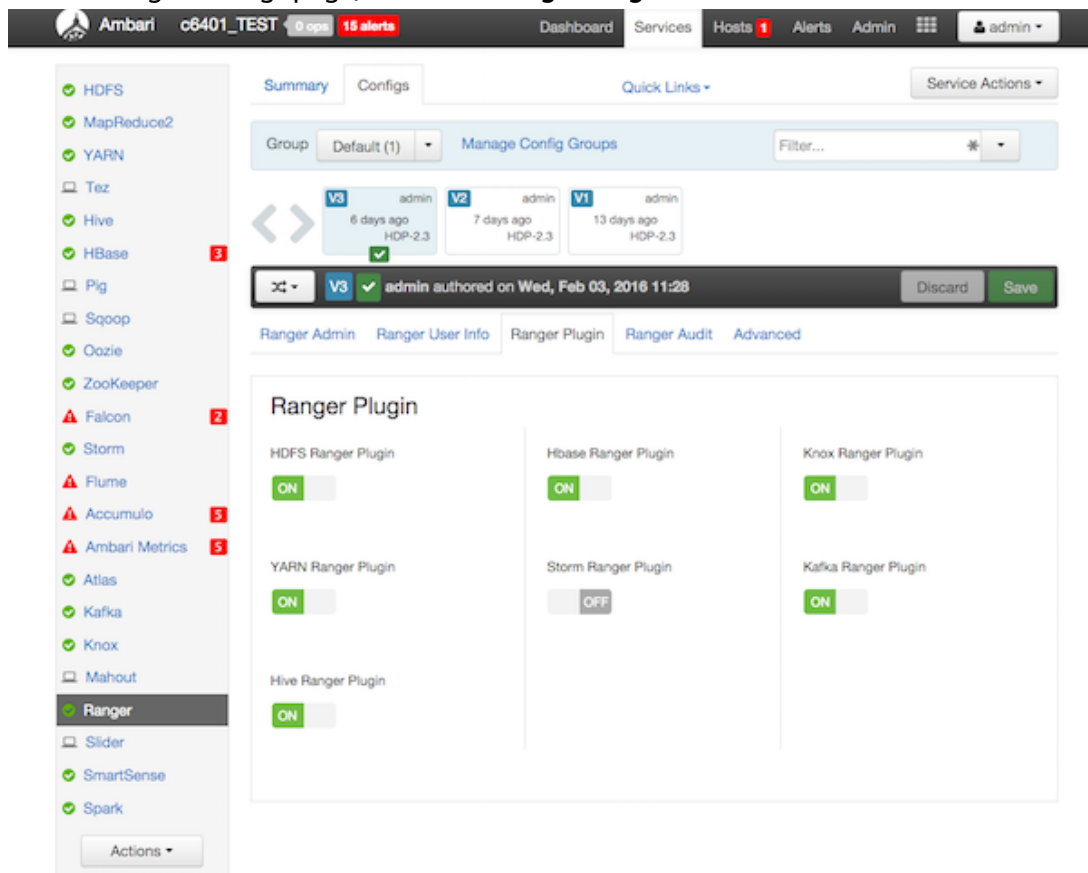 Ambari c6401_TEST 0 ops 15 alerts Dashboard Services Hosts 1 Alerts Admin admin
HDFS
MapReduce2
YARN
Tez
Hive
HBase 3
Pig
Sqoop
Oozie
ZooKeeper
Falcon 2
Storm
Flume
Accumulo 5
Ambari Metrics 5
Atlas
Kafka
Knox
Mahout
Ranger
Slider
SmartSense
Spark
Actions
Summary Configs Quick Links Service Actions
Group Default (1) Manage Config Groups Filter...
V3 admin V2 admin V1 admin
6 days ago 7 days ago 13 days ago
HDP-2.3 HDP-2.3 HDP-2.3
V3 admin authored on Wed, Feb 03, 2016 11:28 Discard Save
Ranger Admin Ranger User Info Ranger Plugin Ranger Audit Advanced
Ranger Plugin
HDFS Ranger Plugin Hbase Ranger Plugin Knox Ranger Plugin
ON ON ON
YARN Ranger Plugin Storm Ranger Plugin Kafka Ranger Plugin
ON OFF ON
Hive Ranger Plugin
ON